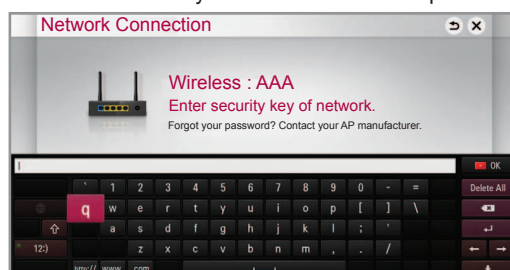 Network Connection
Wireless : AAA
Enter security key of network.
Forgot your password? Contact your AP manufacturer.
OK
` 1 2 3 4 5 6 7 8 9 0 - = Delete All
q w e r t y u i o p [ ] \
a s d f g h j k l ; '
12:) z x c v b n m , . /
http:// www. .com